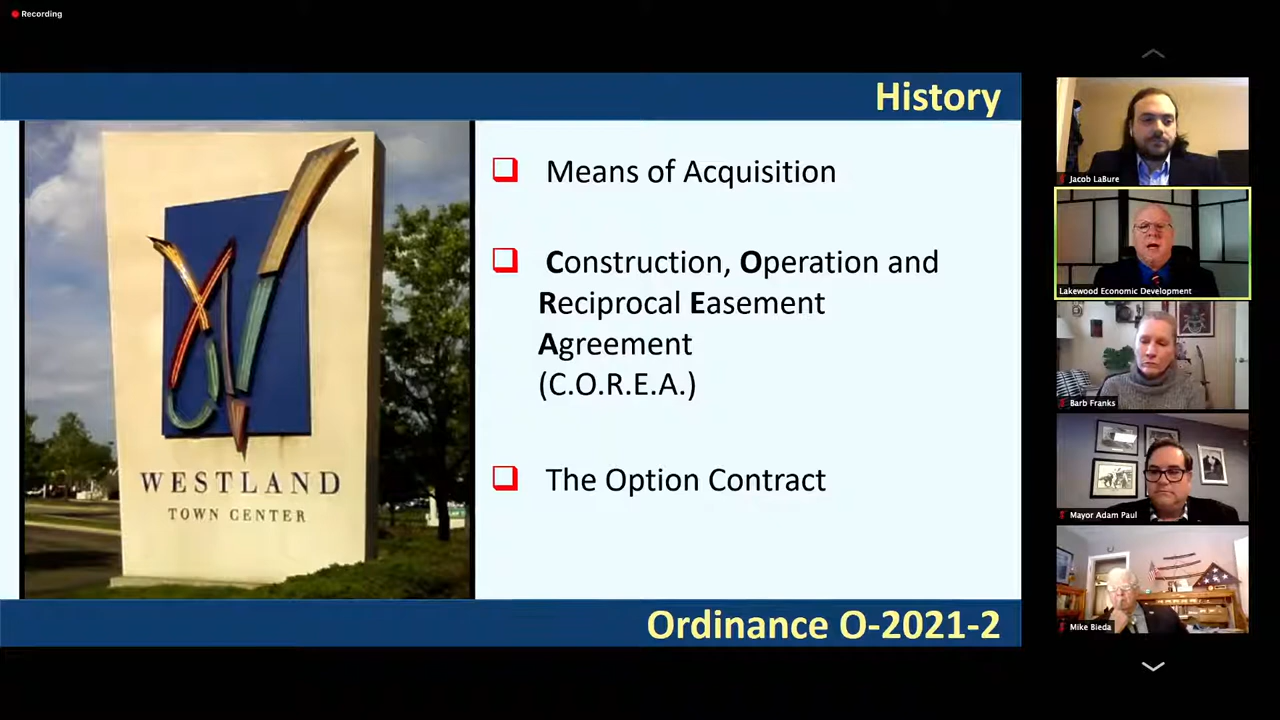 Recording
History
Means of Acquisition
Construction, Operation and
Reciprocal Easement
Agreement
(C.O.R.E.A.)
The Option Contract
WESTLAND
TOWN CENTER
Ordinance O-2021-2
Jacob LaBure
Lakewood Economic Development
Barb Franks
Mayor Adam Paul
Mike Bieda